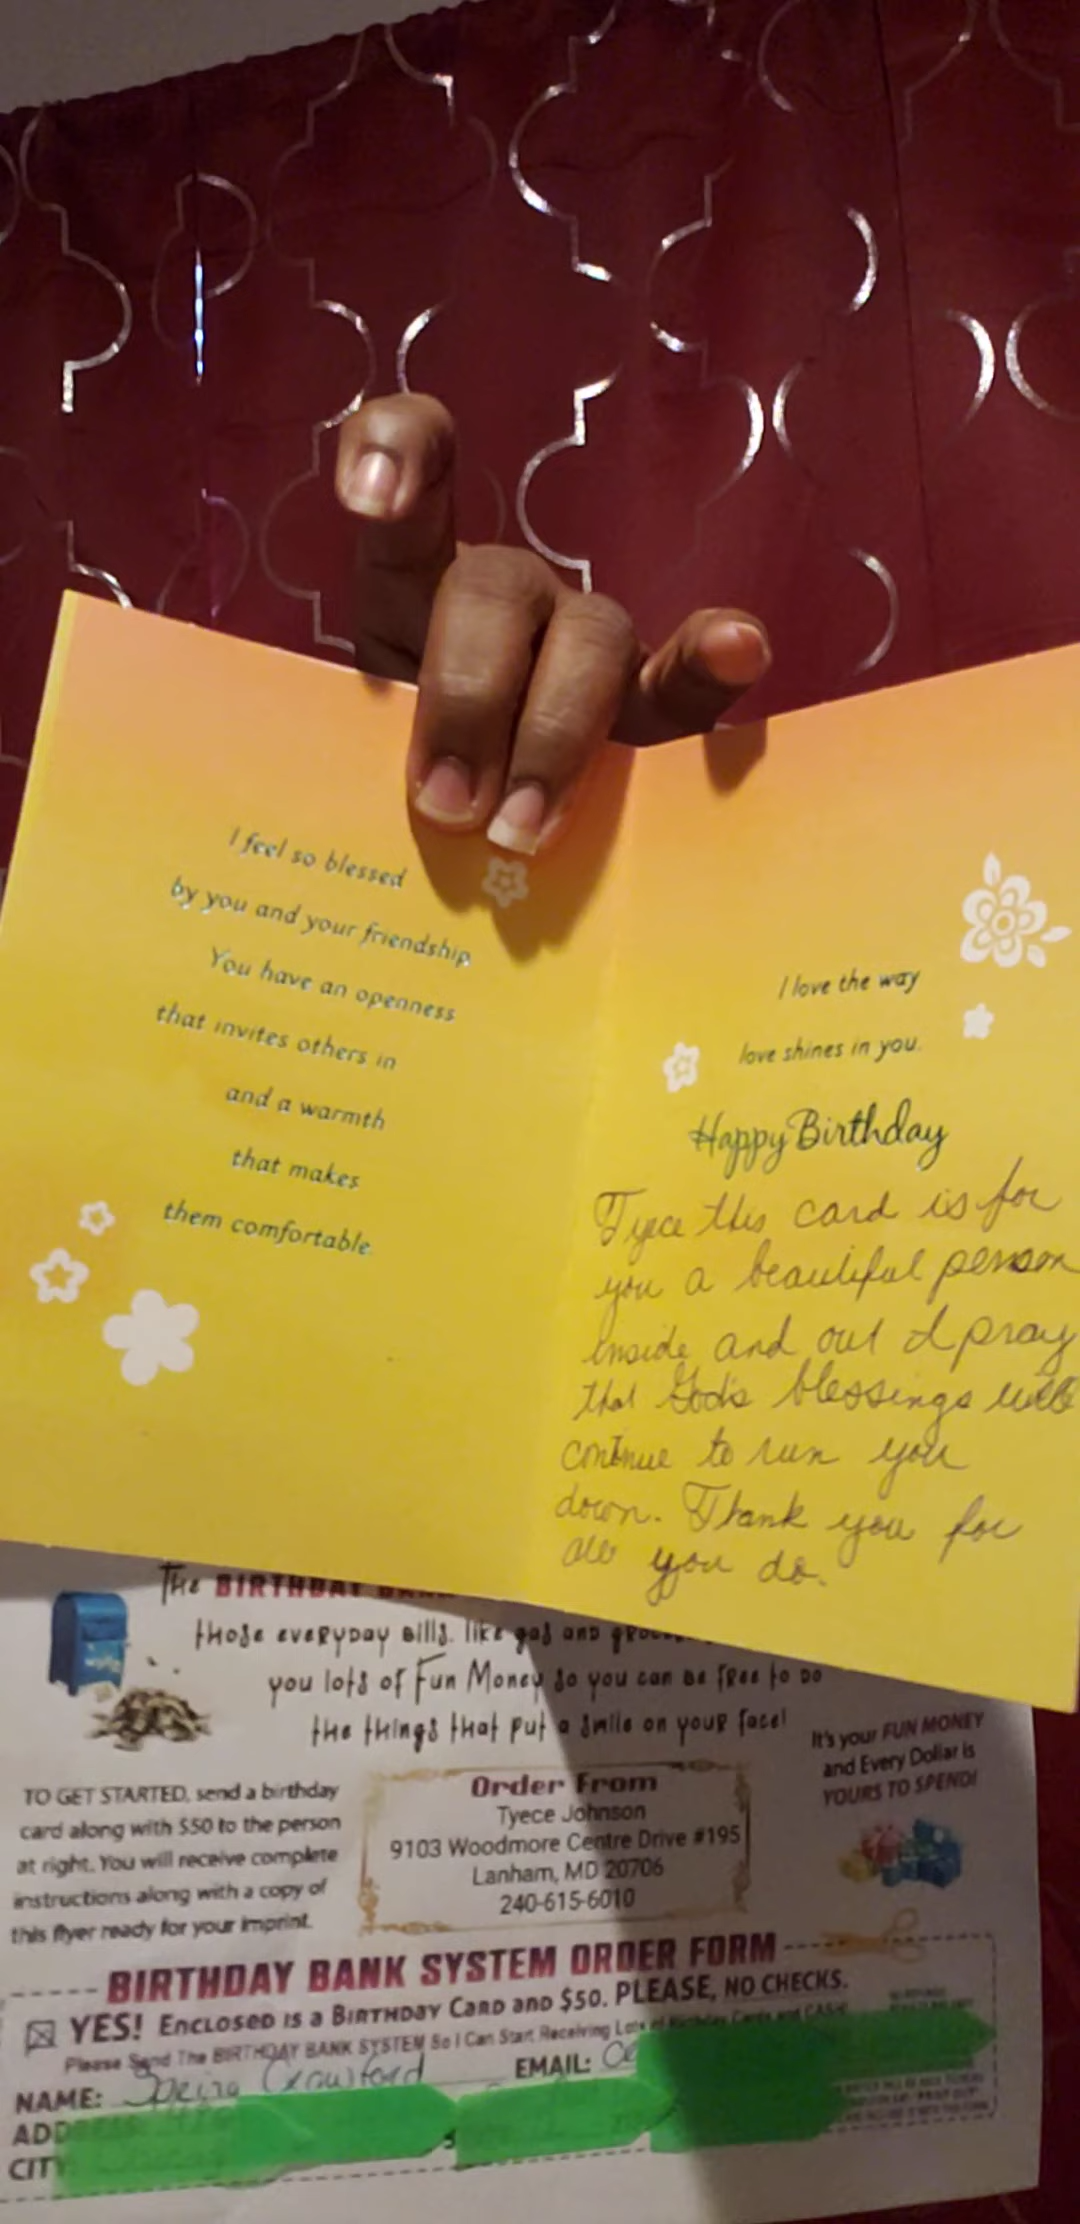 I feel so blessed
by you and your friendship.
You have an openness
that invites others in
and a warmth
that makes
them comfortable.
I love the way
love shines in you.
Happy Birthday
Tyece this card is for
you a beautiful person
inside and out I pray
that God's blessings will
continue to run you
down. Thank you for
all you do.
The BIRTHDAY BANK
those everyday bills, like gas and
you lots of Fun Money so you can be free to do
the things that put a smile on your face!
It's your FUN MONEY
and Every Dollar is
YOURS TO SPEND!
TO GET STARTED, send a birthday
card along with $50 to the person
at right. You will receive complete
instructions along with a copy of
this flyer ready for your imprint.
Order From
Tyece Johnson
9103 Woodmore Centre Drive #195
Lanham, MD 20706
240-615-6010
BIRTHDAY BANK SYSTEM ORDER FORM
YES! ENCLOSED IS A BIRTHDAY CARD AND $50. PLEASE, NO CHECKS.
Please Send The BIRTHDAY BANK SYSTEM So I Can Start Receiving Lots of Birthday Cards and CASH!
NAME: Crawford EMAIL:
ADD
CITY